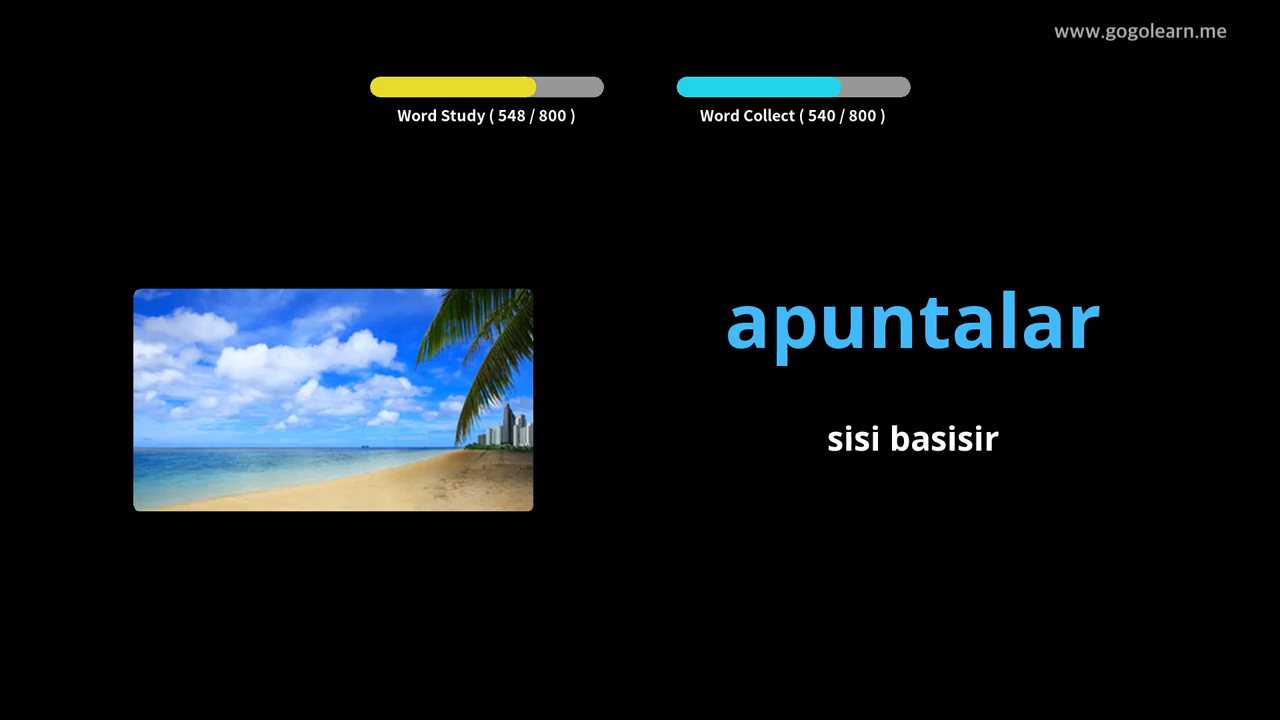 www.gogolearn.me
Word Study ( 548 / 800 )
Word Collect ( 540 / 800 )
apuntalar
sisi basisir